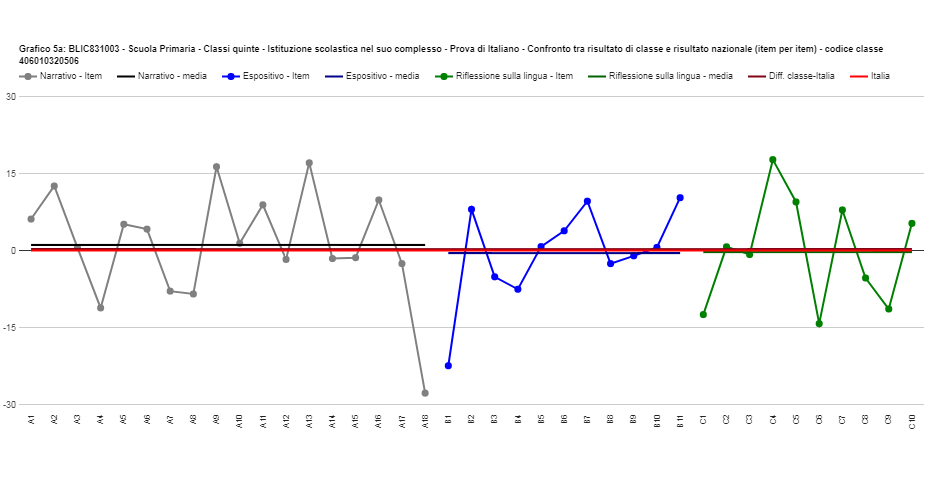 Grafico 5a: BLIC831003 - Scuola Primaria - Classi quinte - Istituzione scolastica nel suo complesso - Prova di Italiano - Confronto tra risultato di classe e risultato nazionale (item per item) - codice classe
406010320506
Narrativo - Item Narrativo - media Espositivo - Item Espositivo - media Riflessione sulla lingua - Item Riflessione sulla lingua - media Diff. classe-Italia Italia
30
15
0
-15
-30
A1 A2 A3 A4 A5 A6 A7 A8 A9 A10 A11 A12 A13 A14 A15 A16 A17 A18 B1 B2 B3 B4 B5 B6 B7 B8 B9 B10 B11 C1 C2 C3 C4 C5 C6 C7 C8 C9 C10